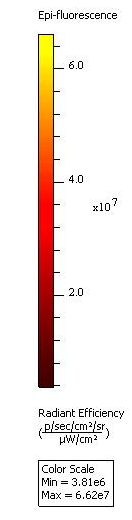 Epi-fluorescence
6.0
4.0
x10⁷
2.0
Radiant Efficiency
(p/sec/cm²/sr
µW/cm²)
Color Scale
Min = 3.81e6
Max = 6.62e7